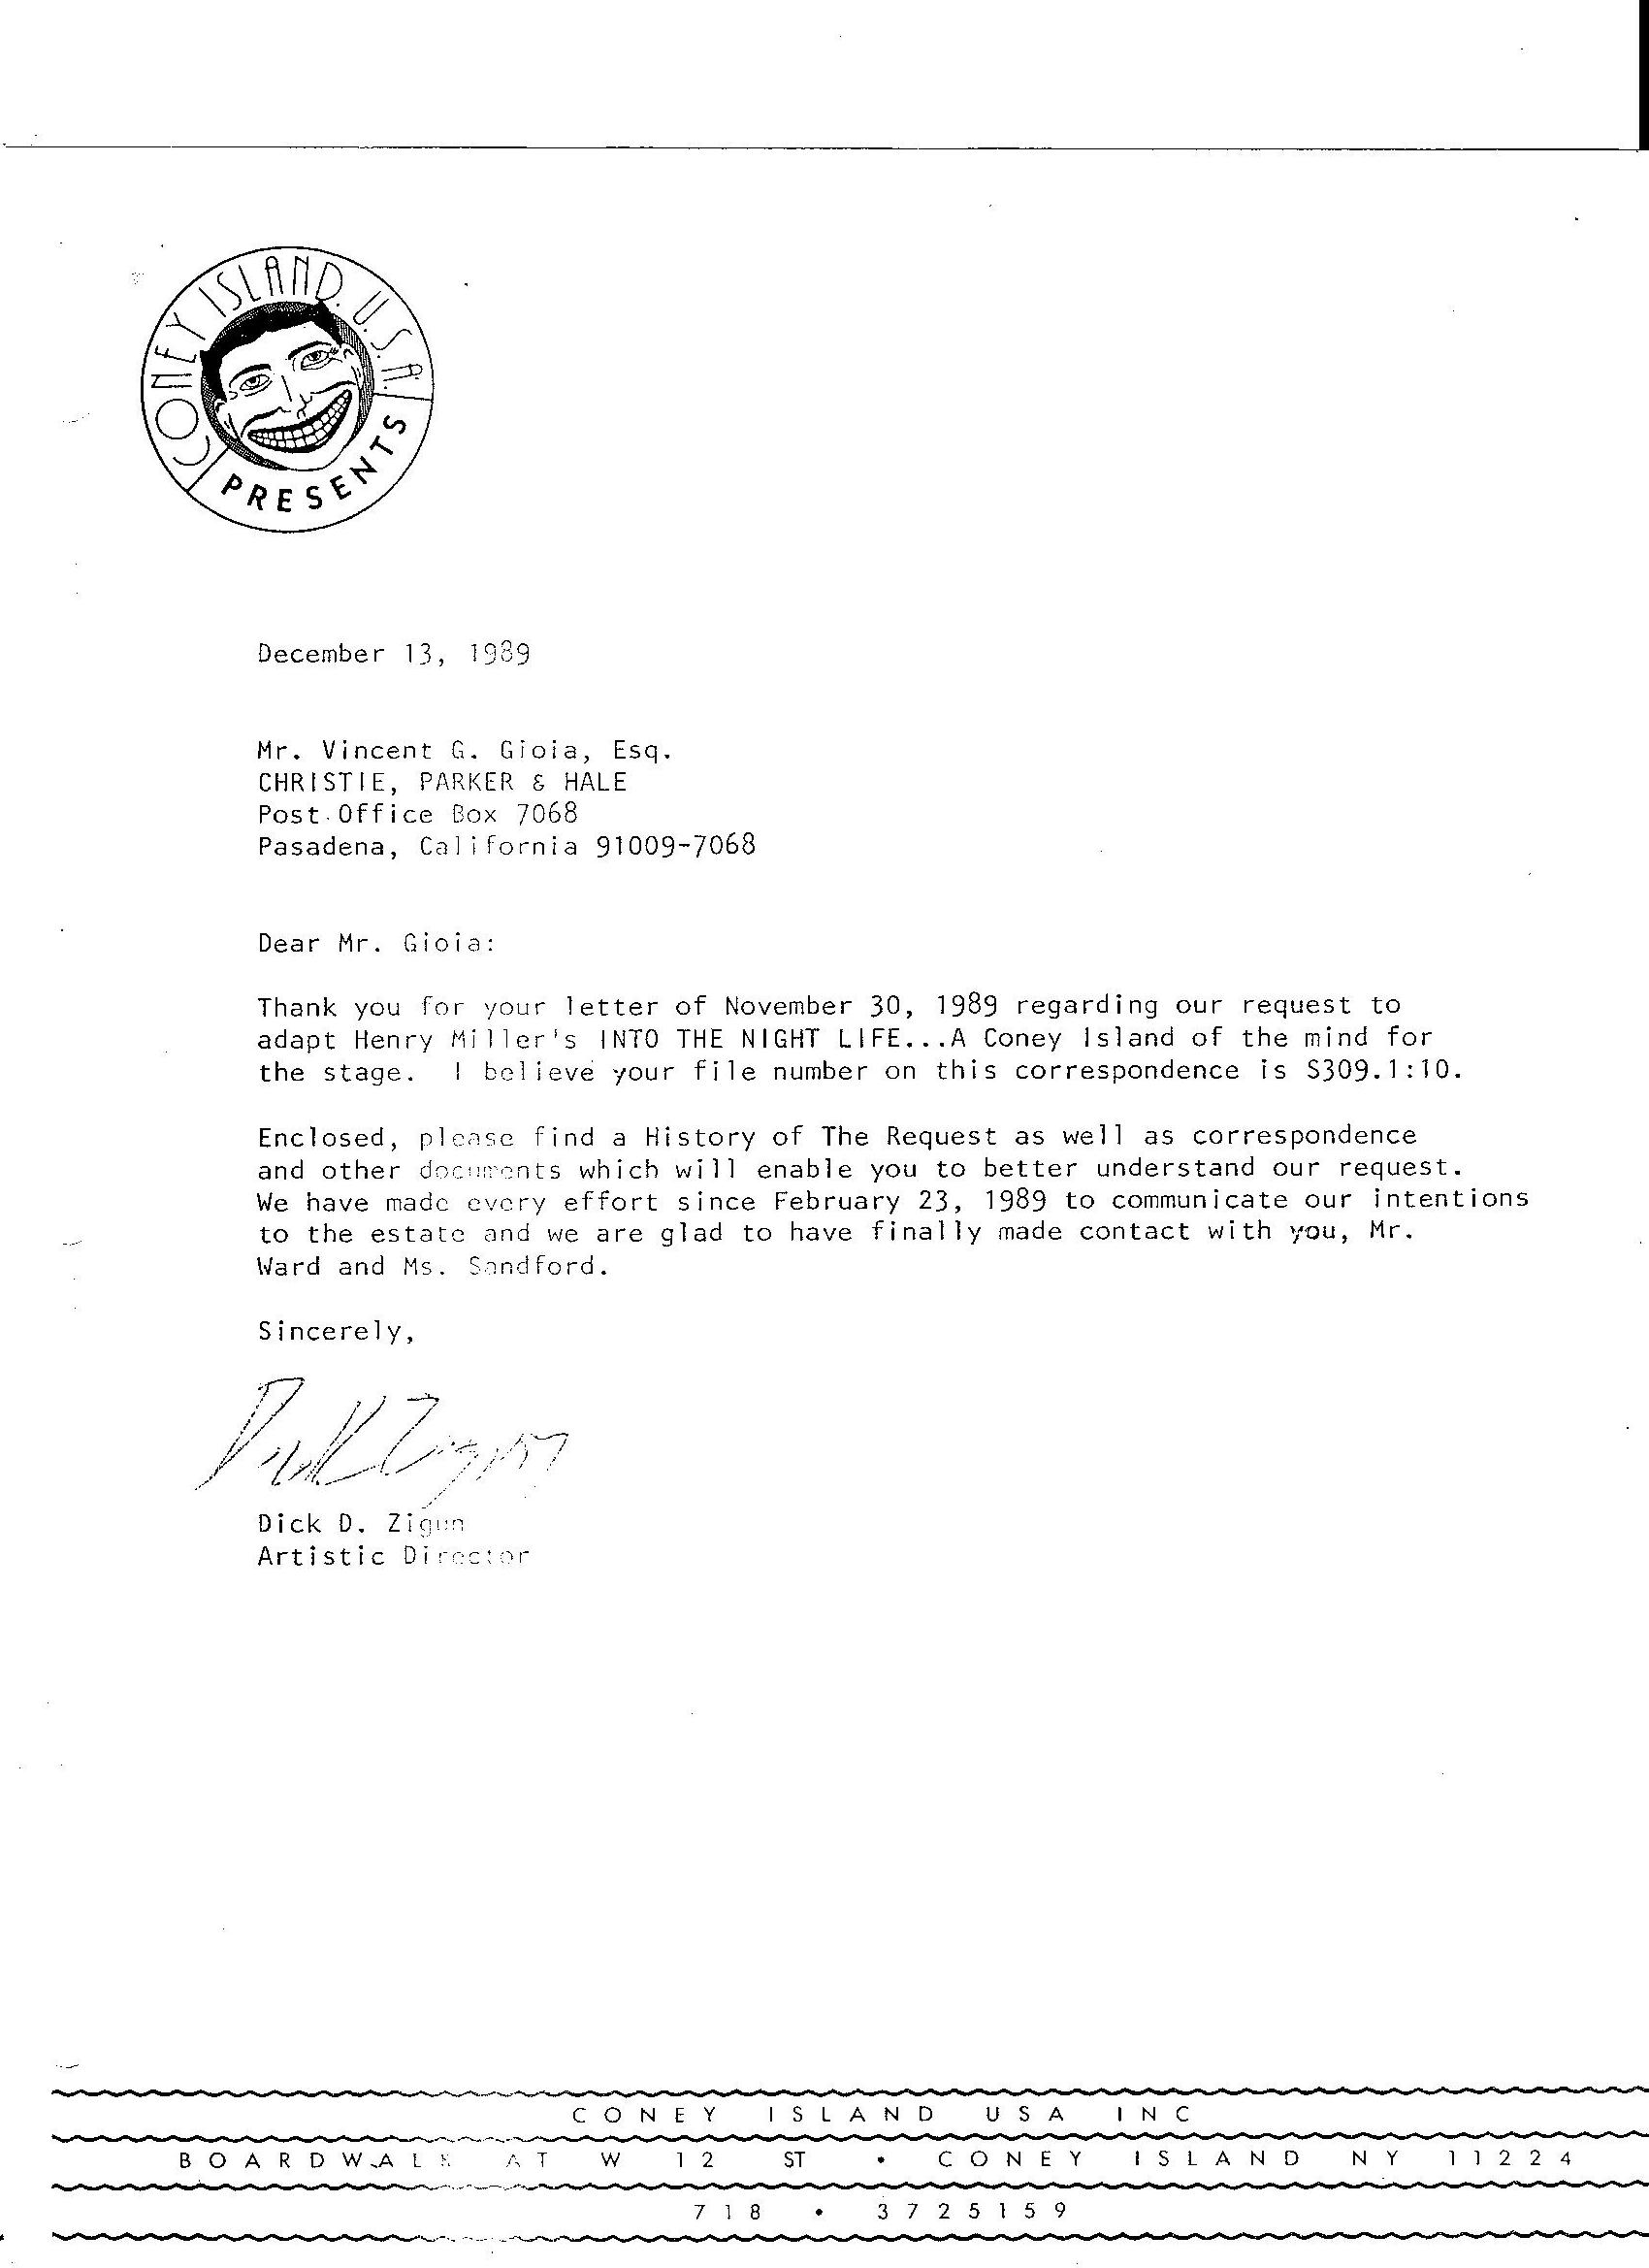 CONEY ISLAND U.S.A.
PRESENTS
December 13, 1989
Mr. Vincent G. Gioia, Esq.
CHRISTIE, PARKER & HALE
Post Office Box 7068
Pasadena, California 91009-7068
Dear Mr. Gioia:
Thank you for your letter of November 30, 1989 regarding our request to
adapt Henry Miller's INTO THE NIGHT LIFE...A Coney Island of the mind for
the stage.  I believe your file number on this correspondence is S309.1:10.
Enclosed, please find a History of The Request as well as correspondence
and other documents which will enable you to better understand our request.
We have made every effort since February 23, 1989 to communicate our intentions
to the estate and we are glad to have finally made contact with you, Mr.
Ward and Ms. Sandford.
Sincerely,
Dick Zigun
Dick D. Zigun
Artistic Director
CONEY ISLAND USA INC
BOARDWALK AT W 12 ST • CONEY ISLAND NY 11224
718 • 3725159